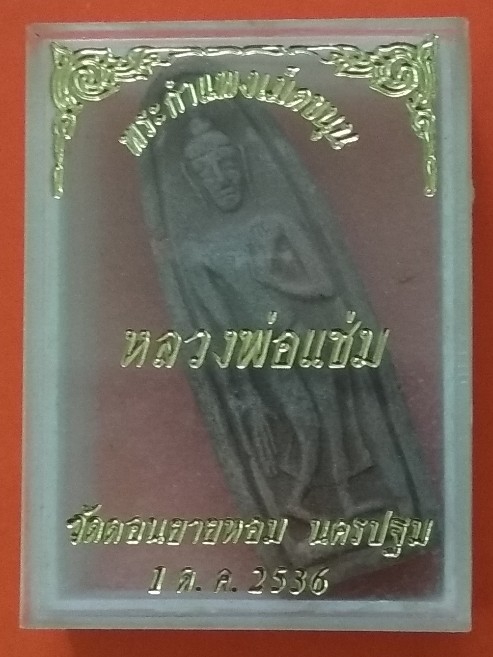 พระกำแพงเม็ดขนุน
หลวงพ่อแช่ม
วัดดอนยายหอม นครปฐม
1 ต. ค. 2536